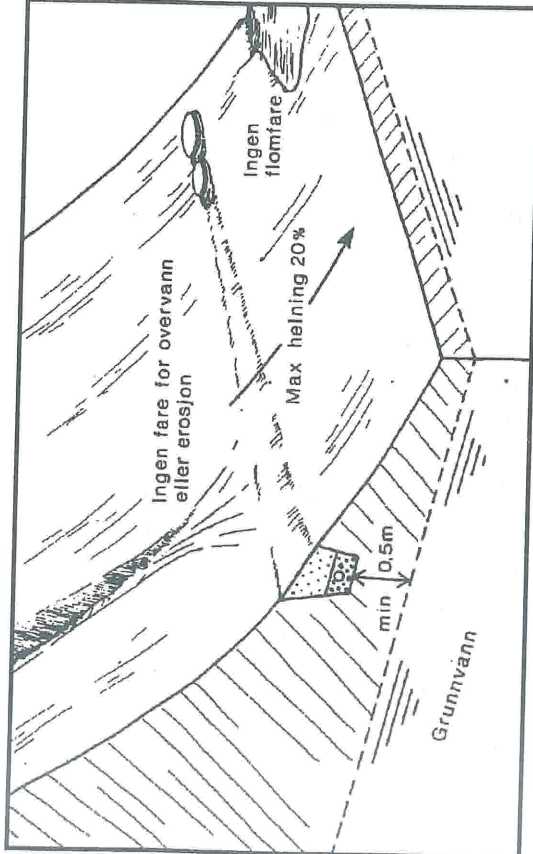 Ingen fare for overvann
eller erosjon
Ingen
flomfare
Max helning 20%
min 0,5m
Grunnvann